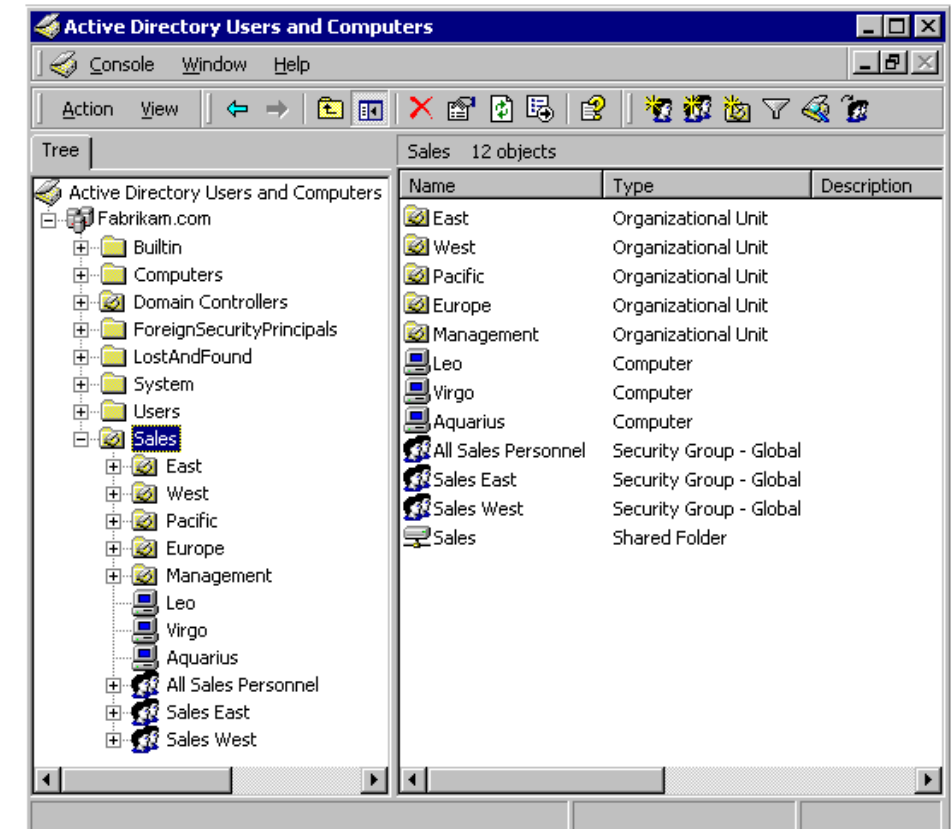 Active Directory Users and Computers
Console Window Help
Action View
Tree
Sales 12 objects
Active Directory Users and Computers
Fabrikam.com
Builtin
Computers
Domain Controllers
ForeignSecurityPrincipals
LostAndFound
System
Users
Sales
East
West
Pacific
Europe
Management
Leo
Virgo
Aquarius
All Sales Personnel
Sales East
Sales West
Name Type Description
East Organizational Unit
West Organizational Unit
Pacific Organizational Unit
Europe Organizational Unit
Management Organizational Unit
Leo Computer
Virgo Computer
Aquarius Computer
All Sales Personnel Security Group - Global
Sales East Security Group - Global
Sales West Security Group - Global
Sales Shared Folder